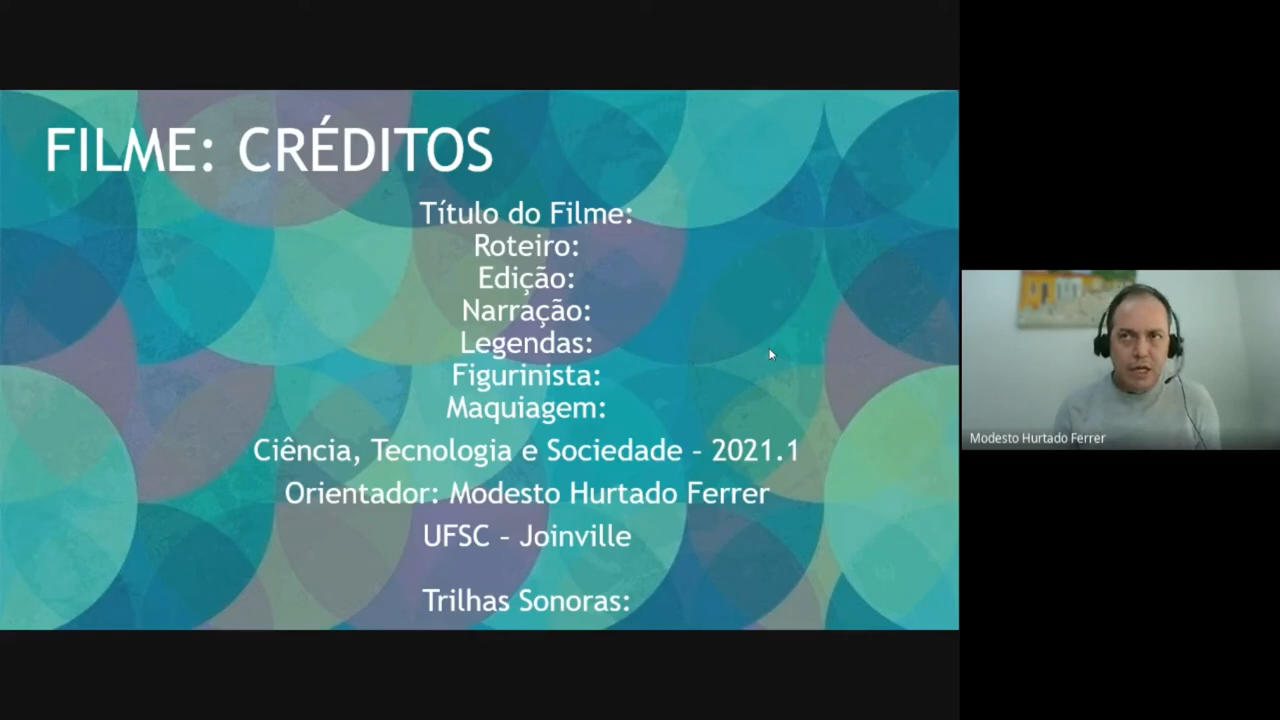 FILME: CRÉDITOS
Título do Filme:
Roteiro:
Edição:
Narração:
Legendas:
Figurinista:
Maquiagem:
Ciência, Tecnologia e Sociedade – 2021.1
Orientador: Modesto Hurtado Ferrer
UFSC – Joinville
Trilhas Sonoras:
Modesto Hurtado Ferrer